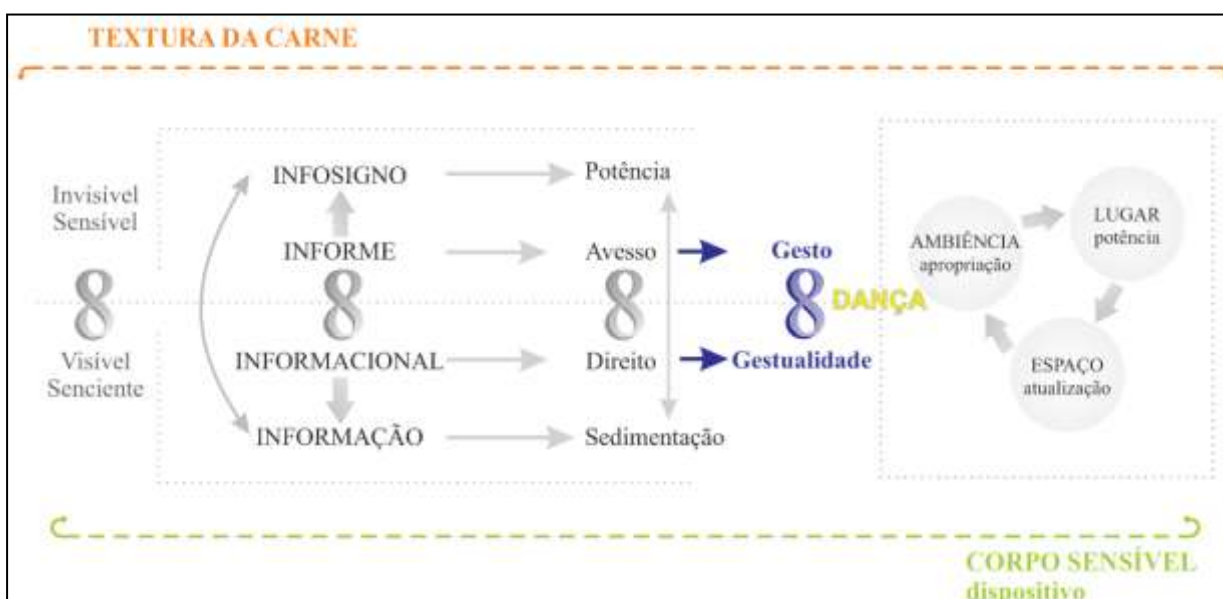 TEXTURA DA CARNE
Invisível
Sensível
Visível
Senciente
INFOSIGNO
INFORME
INFORMACIONAL
INFORMAÇÃO
Potência
Avesso
Direito
Sedimentação
Gesto
Gestualidade
DANÇA
AMBIÊNCIA
apropriação
LUGAR
potência
ESPAÇO
atualização
CORPO SENSÍVEL
dispositivo